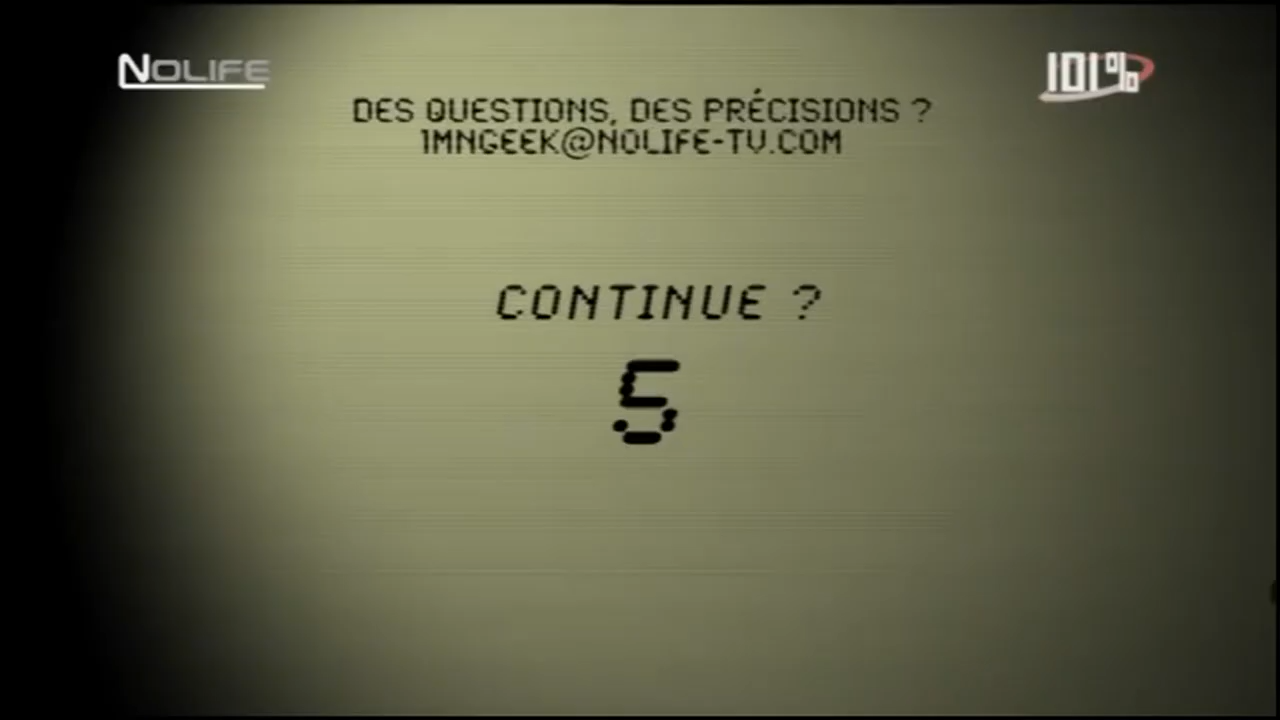 NOLIFE
101%
DES QUESTIONS, DES PRÉCISIONS ?
1MNGEEK@NOLIFE-TV.COM
CONTINUE ?
5